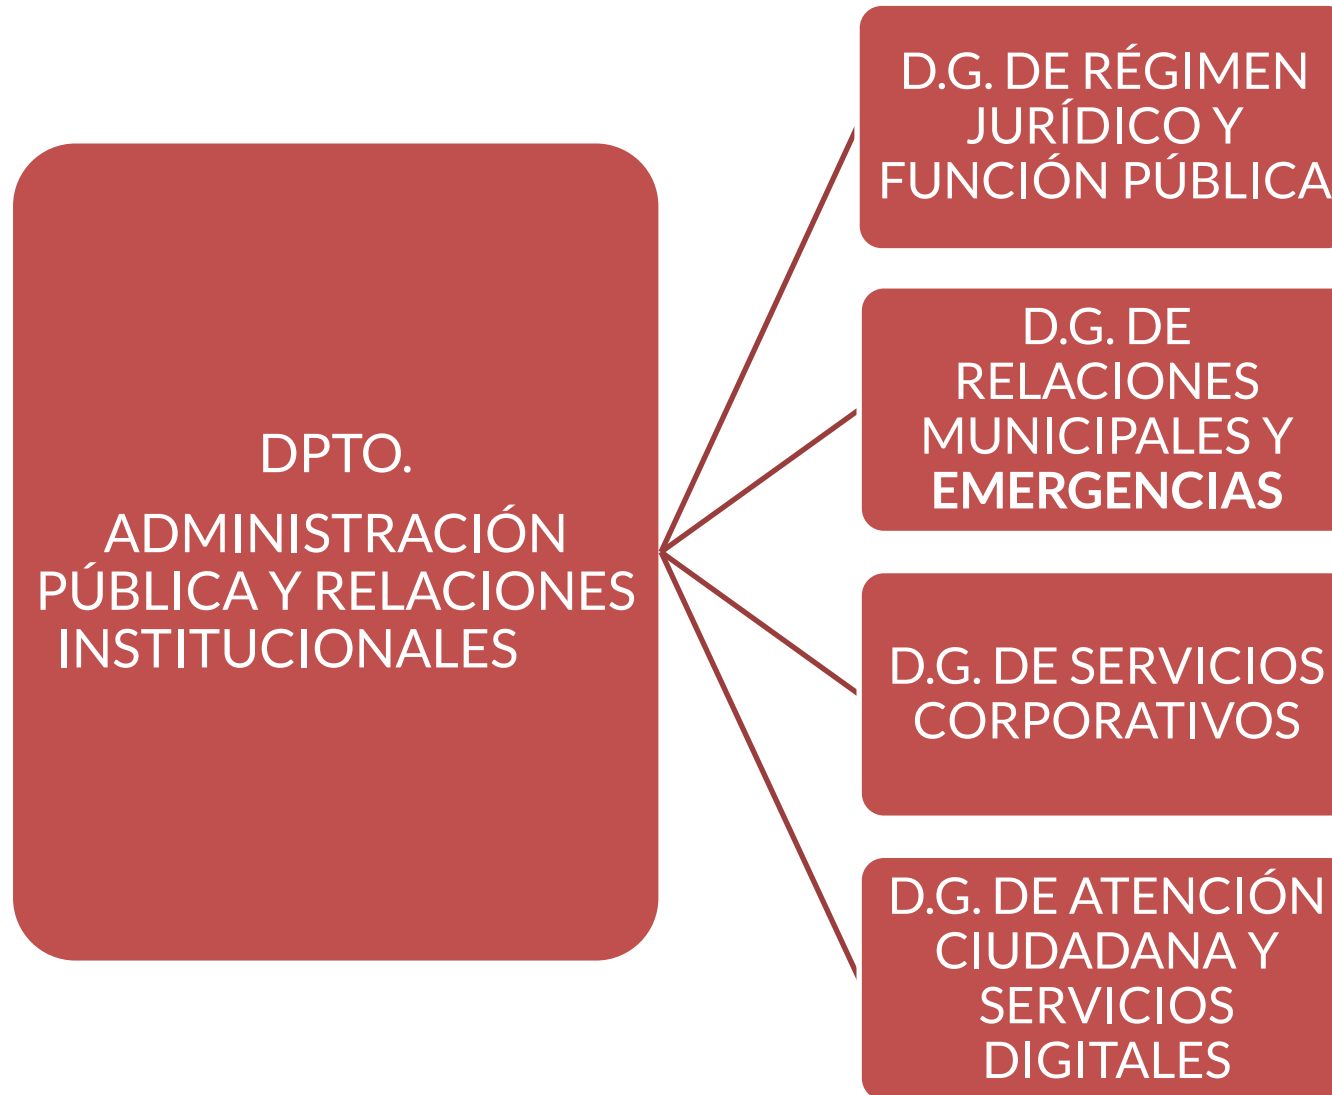 DPTO.
ADMINISTRACIÓN
PÚBLICA Y RELACIONES
INSTITUCIONALES
D.G. DE RÉGIMEN
JURÍDICO Y
FUNCIÓN PÚBLICA
D.G. DE
RELACIONES
MUNICIPALES Y
EMERGENCIAS
D.G. DE SERVICIOS
CORPORATIVOS
D.G. DE ATENCIÓN
CIUDADANA Y
SERVICIOS
DIGITALES